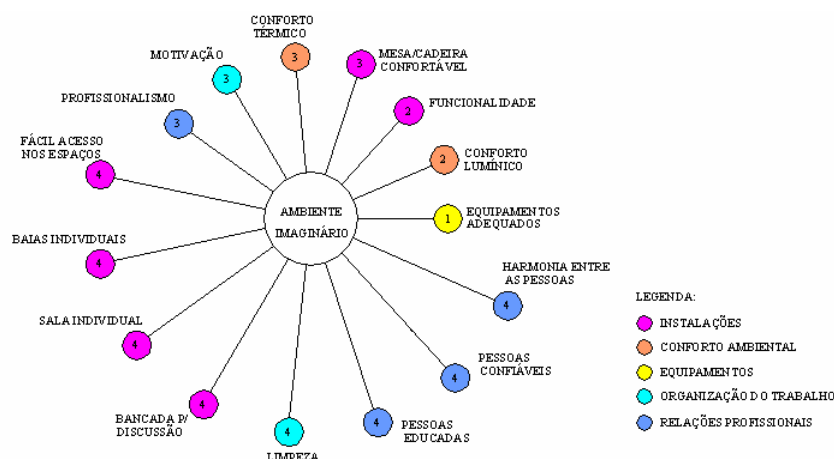 CONFORTO
TÉRMICO
3
MOTIVAÇÃO
3
MESA/CADEIRA
CONFORTÁVEL
3
PROFISSIONALISMO
3
FUNCIONALIDADE
2
FÁCIL ACESSO
NOS ESPAÇOS
4
CONFORTO
LUMÍNICO
2
AMBIENTE
IMAGINÁRIO
EQUIPAMENTOS
ADEQUADOS
1
BAIAS INDIVIDUAIS
4
HARMONIA ENTRE
AS PESSOAS
4
SALA INDIVIDUAL
4
PESSOAS
CONFIÁVEIS
4
BANCADA P/
DISCUSSÃO
4
LIMPEZA
4
PESSOAS
EDUCADAS
4
LEGENDA:
INSTALAÇÕES
CONFORTO AMBIENTAL
EQUIPAMENTOS
ORGANIZAÇÃO DO TRABALHO
RELAÇÕES PROFISSIONAIS